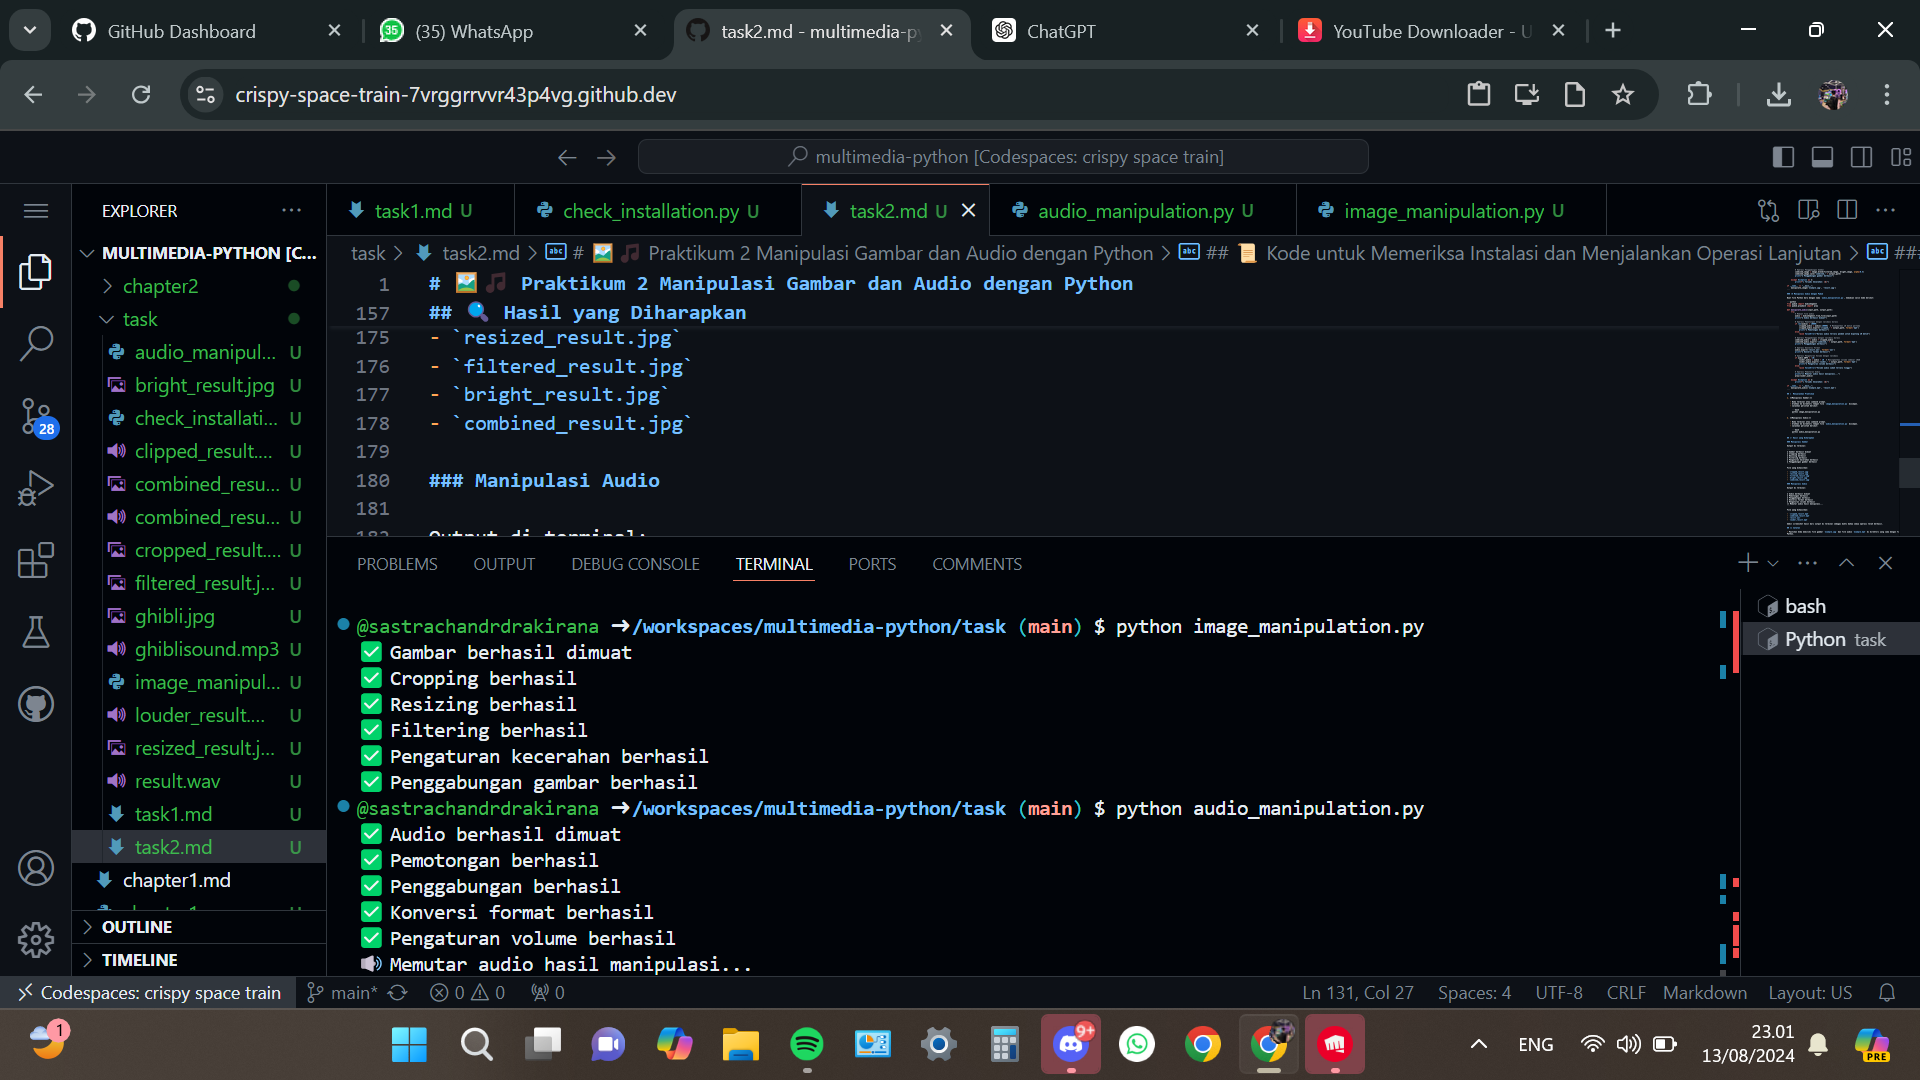 GitHub Dashboard
35
(35) WhatsApp
task2.md - multimedia-py
ChatGPT
YouTube Downloader - U
crispy-space-train-7vrggrrvvr43p4vg.github.dev
multimedia-python [Codespaces: crispy space train]
EXPLORER
task1.md U
check_installation.py U
task2.md U
audio_manipulation.py U
image_manipulation.py U
MULTIMEDIA-PYTHON [C...
task > task2.md > # 🖼️🎵 Praktikum 2 Manipulasi Gambar dan Audio dengan Python > ## 📜 Kode untuk Memeriksa Instalasi dan Menjalankan Operasi Lanjutan > ##
chapter2
task
audio_manipul... U
bright_result.jpg U
check_installati... U
clipped_result.... U
combined_resu... U
combined_resu... U
cropped_result.... U
filtered_result.j... U
ghibli.jpg U
ghiblisound.mp3 U
image_manipul... U
louder_result.... U
resized_result.j... U
result.wav U
task1.md U
task2.md U
chapter1.md
OUTLINE
TIMELINE
28
1 # 🖼️🎵 Praktikum 2 Manipulasi Gambar dan Audio dengan Python
157 ## 🔍 Hasil yang Diharapkan
175 - `resized_result.jpg`
176 - `filtered_result.jpg`
177 - `bright_result.jpg`
178 - `combined_result.jpg`
179
180 ### Manipulasi Audio
181
182 Output di terminal:
PROBLEMS OUTPUT DEBUG CONSOLE TERMINAL PORTS COMMENTS
bash
Python task
@sastrachandrdrakirana ➜/workspaces/multimedia-python/task (main) $ python image_manipulation.py
✅ Gambar berhasil dimuat
✅ Cropping berhasil
✅ Resizing berhasil
✅ Filtering berhasil
✅ Pengaturan kecerahan berhasil
✅ Penggabungan gambar berhasil
@sastrachandrdrakirana ➜/workspaces/multimedia-python/task (main) $ python audio_manipulation.py
✅ Audio berhasil dimuat
✅ Pemotongan berhasil
✅ Penggabungan berhasil
✅ Konversi format berhasil
✅ Pengaturan volume berhasil
🔊 Memutar audio hasil manipulasi...
Codespaces: crispy space train
main*
0 0
0
Ln 131, Col 27
Spaces: 4
UTF-8
CRLF
Markdown
Layout: US
1
9+
ENG
23.01
13/08/2024
PRE